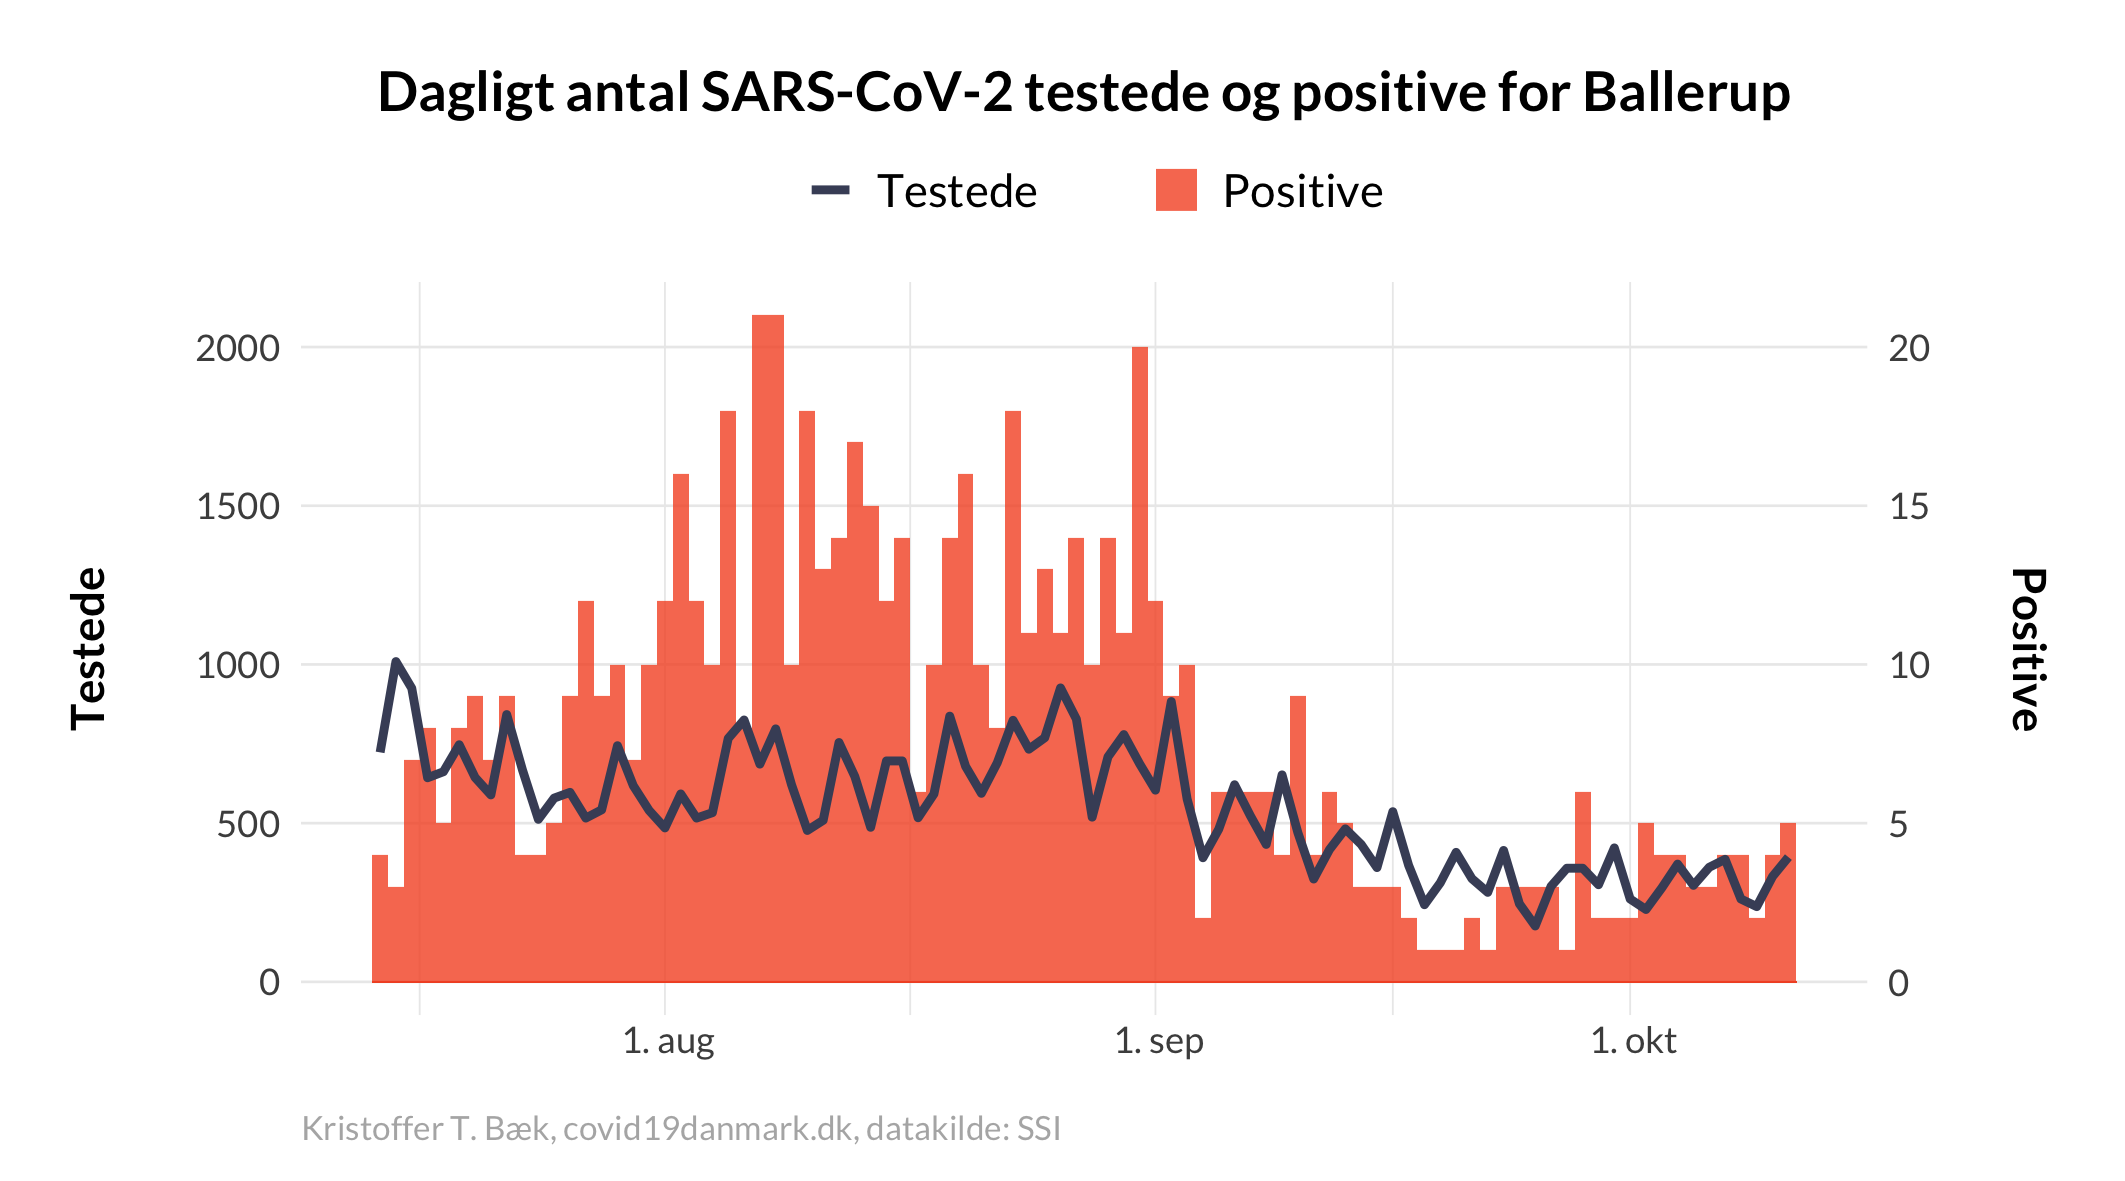 Dagligt antal SARS-CoV-2 testede og positive for Ballerup
Testede
Positive
2000
1500
1000
500
0
20
15
10
5
0
Testede
Positive
1. aug
1. sep
1. okt
Kristoffer T. Bæk, covid19danmark.dk, datakilde: SSI